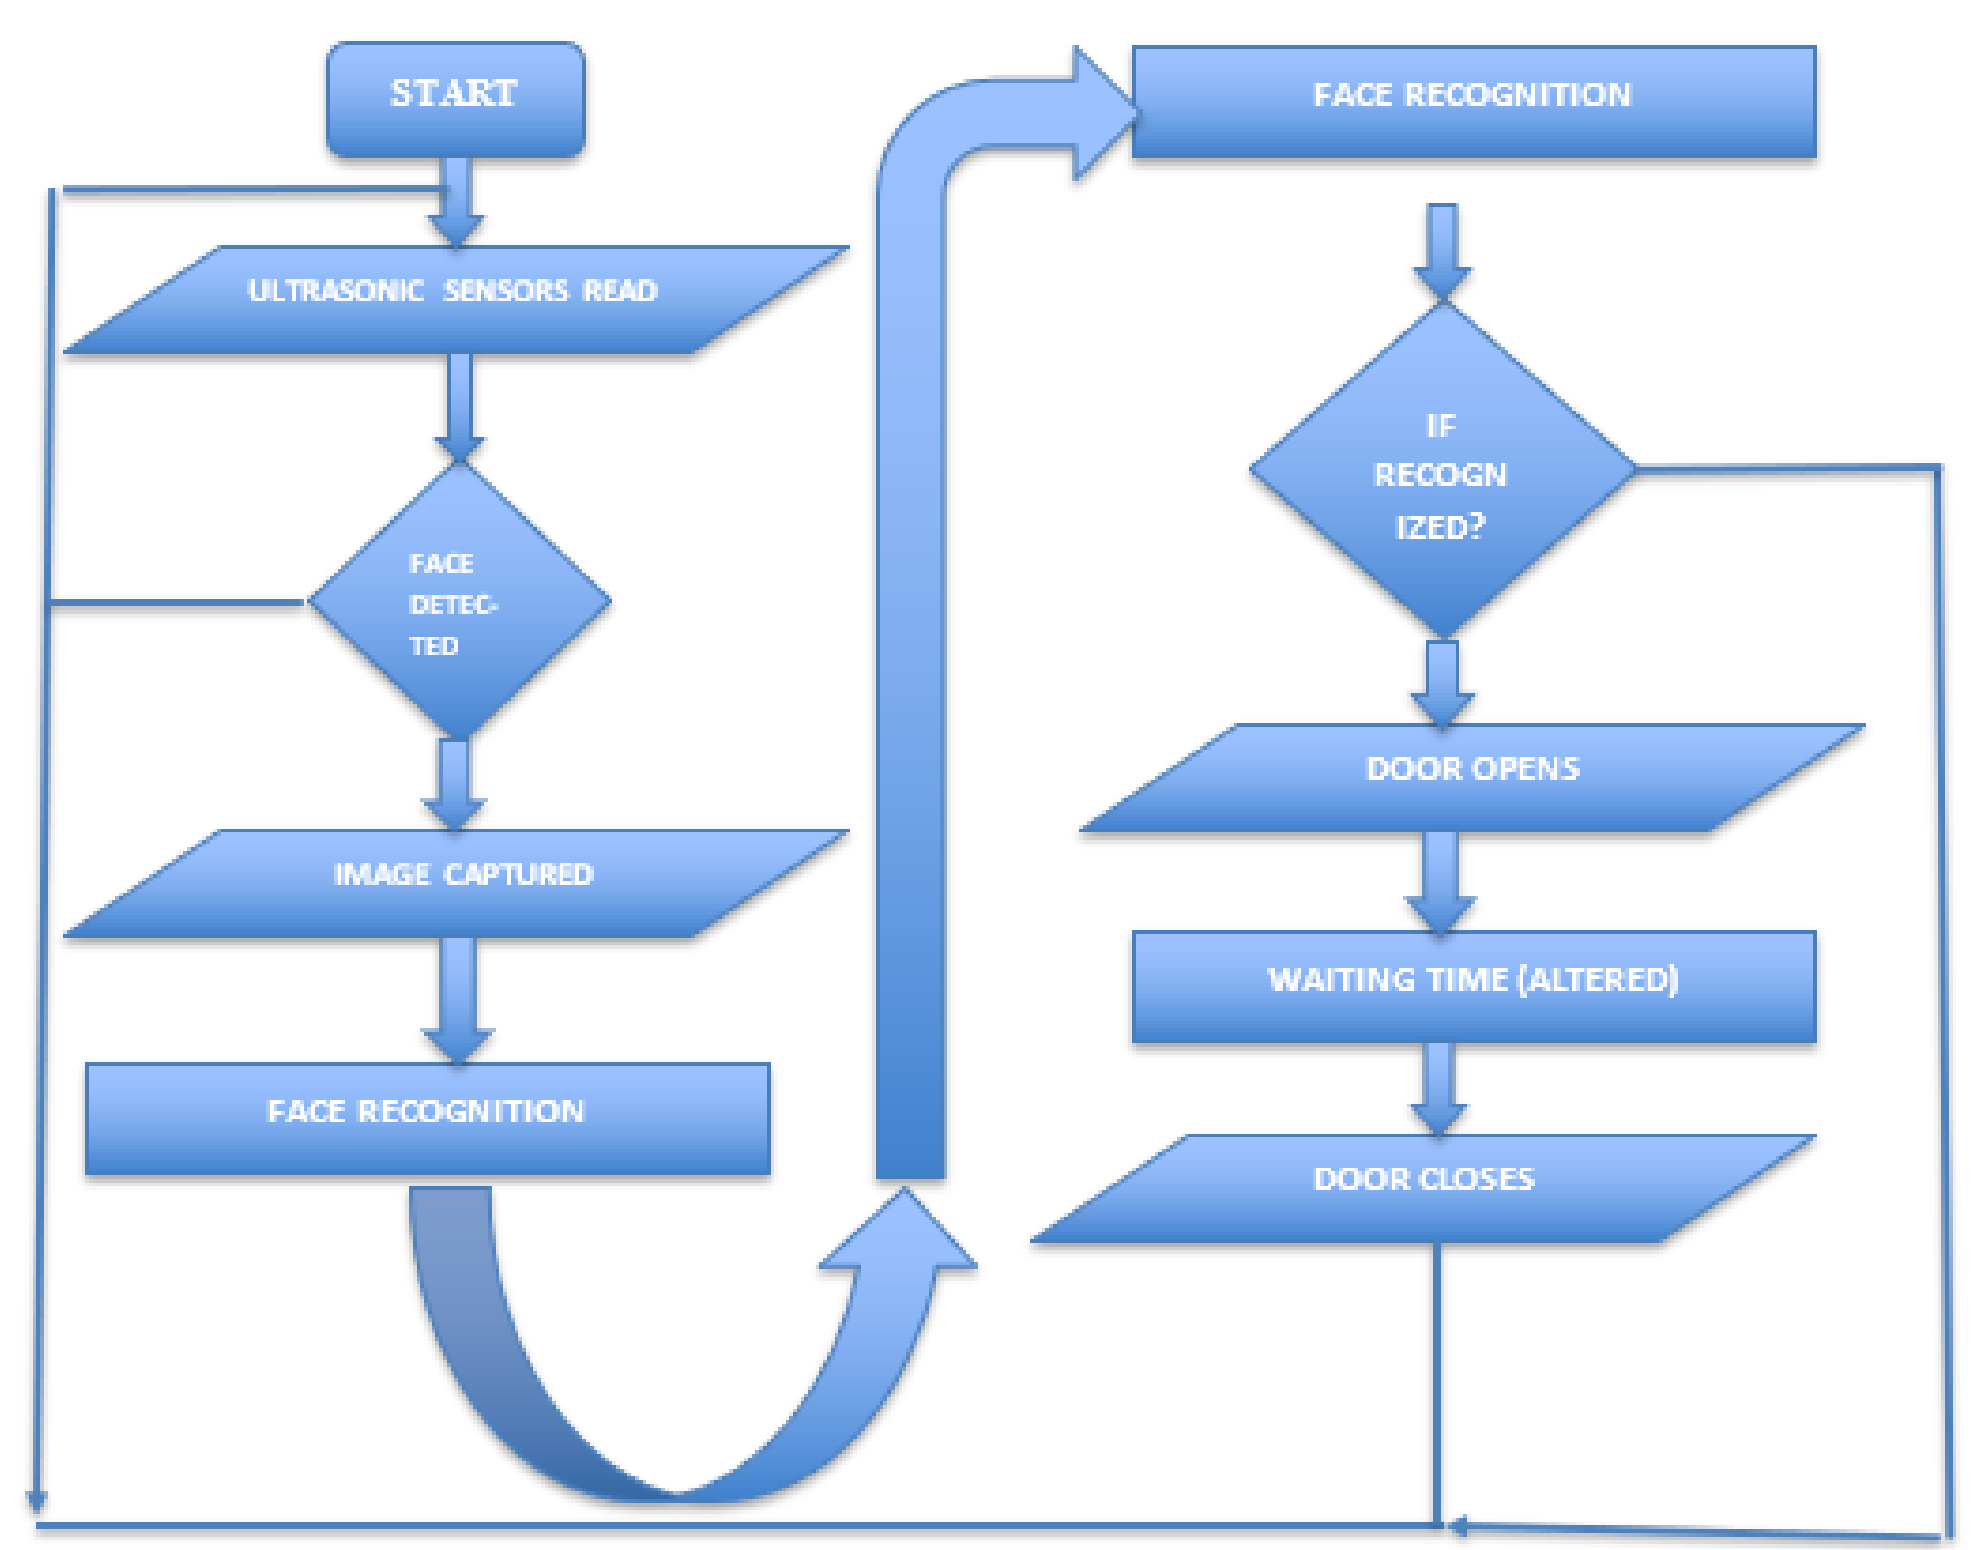 START
ULTRASONIC SENSORS READ
FACE
DETEC-
TED
IMAGE CAPTURED
FACE RECOGNITION
FACE RECOGNITION
IF
RECOGN
IZED?
DOOR OPENS
WAITING TIME (ALTERED)
DOOR CLOSES